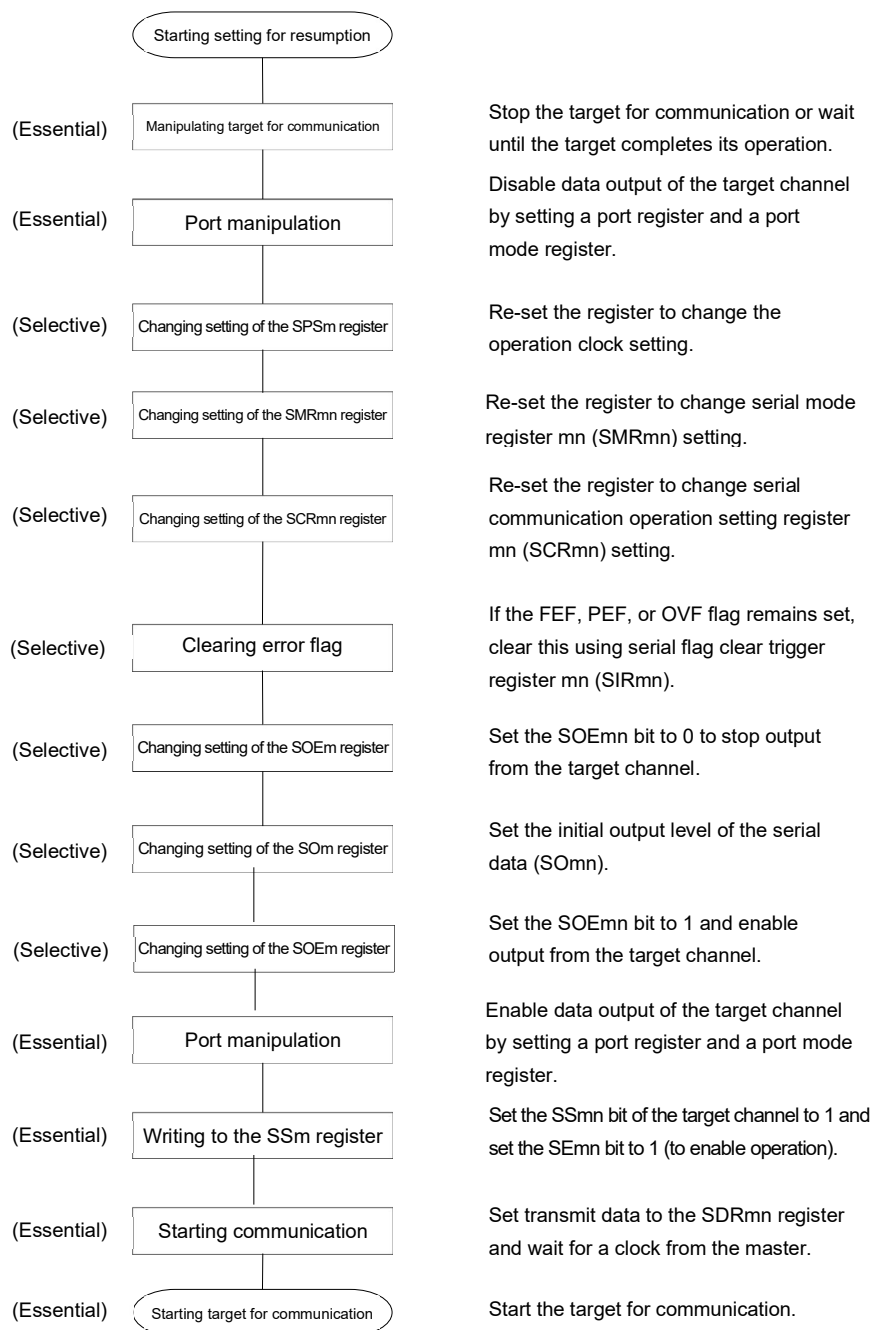 Starting setting for resumption
(Essential)
Manipulating target for communication
Stop the target for communication or wait
until the target completes its operation.
(Essential)
Port manipulation
Disable data output of the target channel
by setting a port register and a port
mode register.
(Selective)
Changing setting of the SPSm register
Re-set the register to change the
operation clock setting.
(Selective)
Changing setting of the SMRmn register
Re-set the register to change serial mode
register mn (SMRmn) setting.
(Selective)
Changing setting of the SCRmn register
Re-set the register to change serial
communication operation setting register
mn (SCRmn) setting.
(Selective)
Clearing error flag
If the FEF, PEF, or OVF flag remains set,
clear this using serial flag clear trigger
register mn (SIRmn).
(Selective)
Changing setting of the SOEm register
Set the SOEmn bit to 0 to stop output
from the target channel.
(Selective)
Changing setting of the SOm register
Set the initial output level of the serial
data (SOmn).
(Selective)
Changing setting of the SOEm register
Set the SOEmn bit to 1 and enable
output from the target channel.
(Essential)
Port manipulation
Enable data output of the target channel
by setting a port register and a port mode
register.
(Essential)
Writing to the SSm register
Set the SSmn bit of the target channel to 1 and
set the SEmn bit to 1 (to enable operation).
(Essential)
Starting communication
Set transmit data to the SDRmn register
and wait for a clock from the master.
(Essential)
Starting target for communication
Start the target for communication.